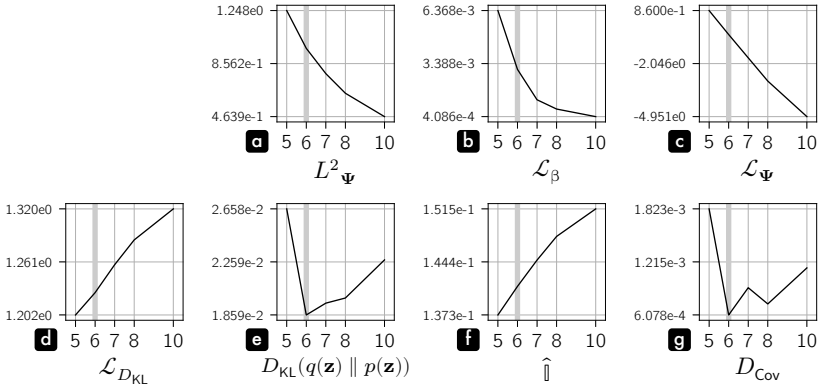 1.248e0
8.562e-1
4.639e-1
5 6 7 8 10
a
L²_Ψ
6.368e-3
3.388e-3
4.086e-4
5 6 7 8 10
b
ℒ_β
8.600e-1
-2.046e0
-4.951e0
5 6 7 8 10
c
ℒ_Ψ
1.320e0
1.261e0
1.202e0
5 6 7 8 10
d
ℒ_D_KL
2.658e-2
2.259e-2
1.859e-2
5 6 7 8 10
e
D_KL(q(z) ∥ p(z))
1.515e-1
1.444e-1
1.373e-1
5 6 7 8 10
f
1.823e-3
1.215e-3
6.078e-4
5 6 7 8 10
g
D_Cov